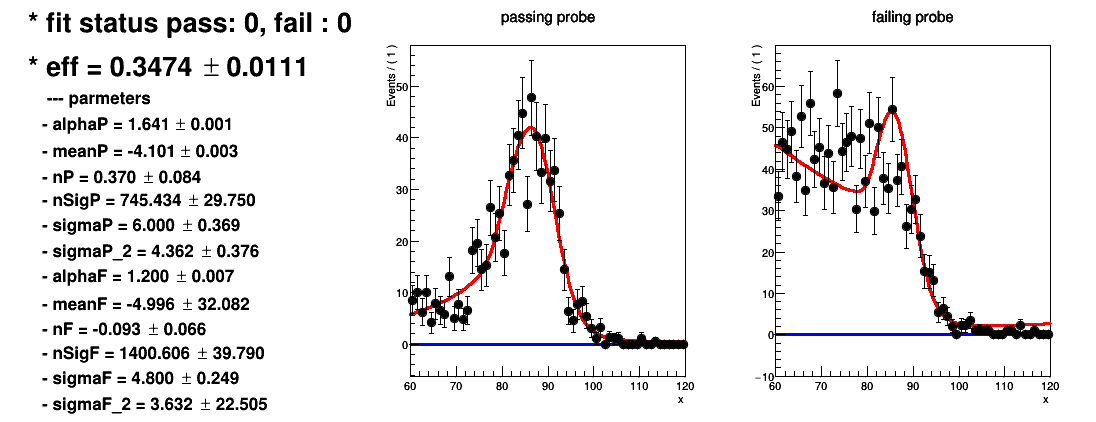 * fit status pass: 0, fail : 0
* eff = 0.3474 ± 0.0111
--- parmeters
- alphaP = 1.641 ± 0.001
- meanP = -4.101 ± 0.003
- nP = 0.370 ± 0.084
- nSigP = 745.434 ± 29.750
- sigmaP = 6.000 ± 0.369
- sigmaP_2 = 4.362 ± 0.376
- alphaF = 1.200 ± 0.007
- meanF = -4.996 ± 32.082
- nF = -0.093 ± 0.066
- nSigF = 1400.606 ± 39.790
- sigmaF = 4.800 ± 0.249
- sigmaF_2 = 3.632 ± 22.505
passing probe
Events / ( 1 )
50
40
30
20
10
0
60 70 80 90 100 110 120
x
failing probe
Events / ( 1 )
60
50
40
30
20
10
0
−10
60 70 80 90 100 110 120
x